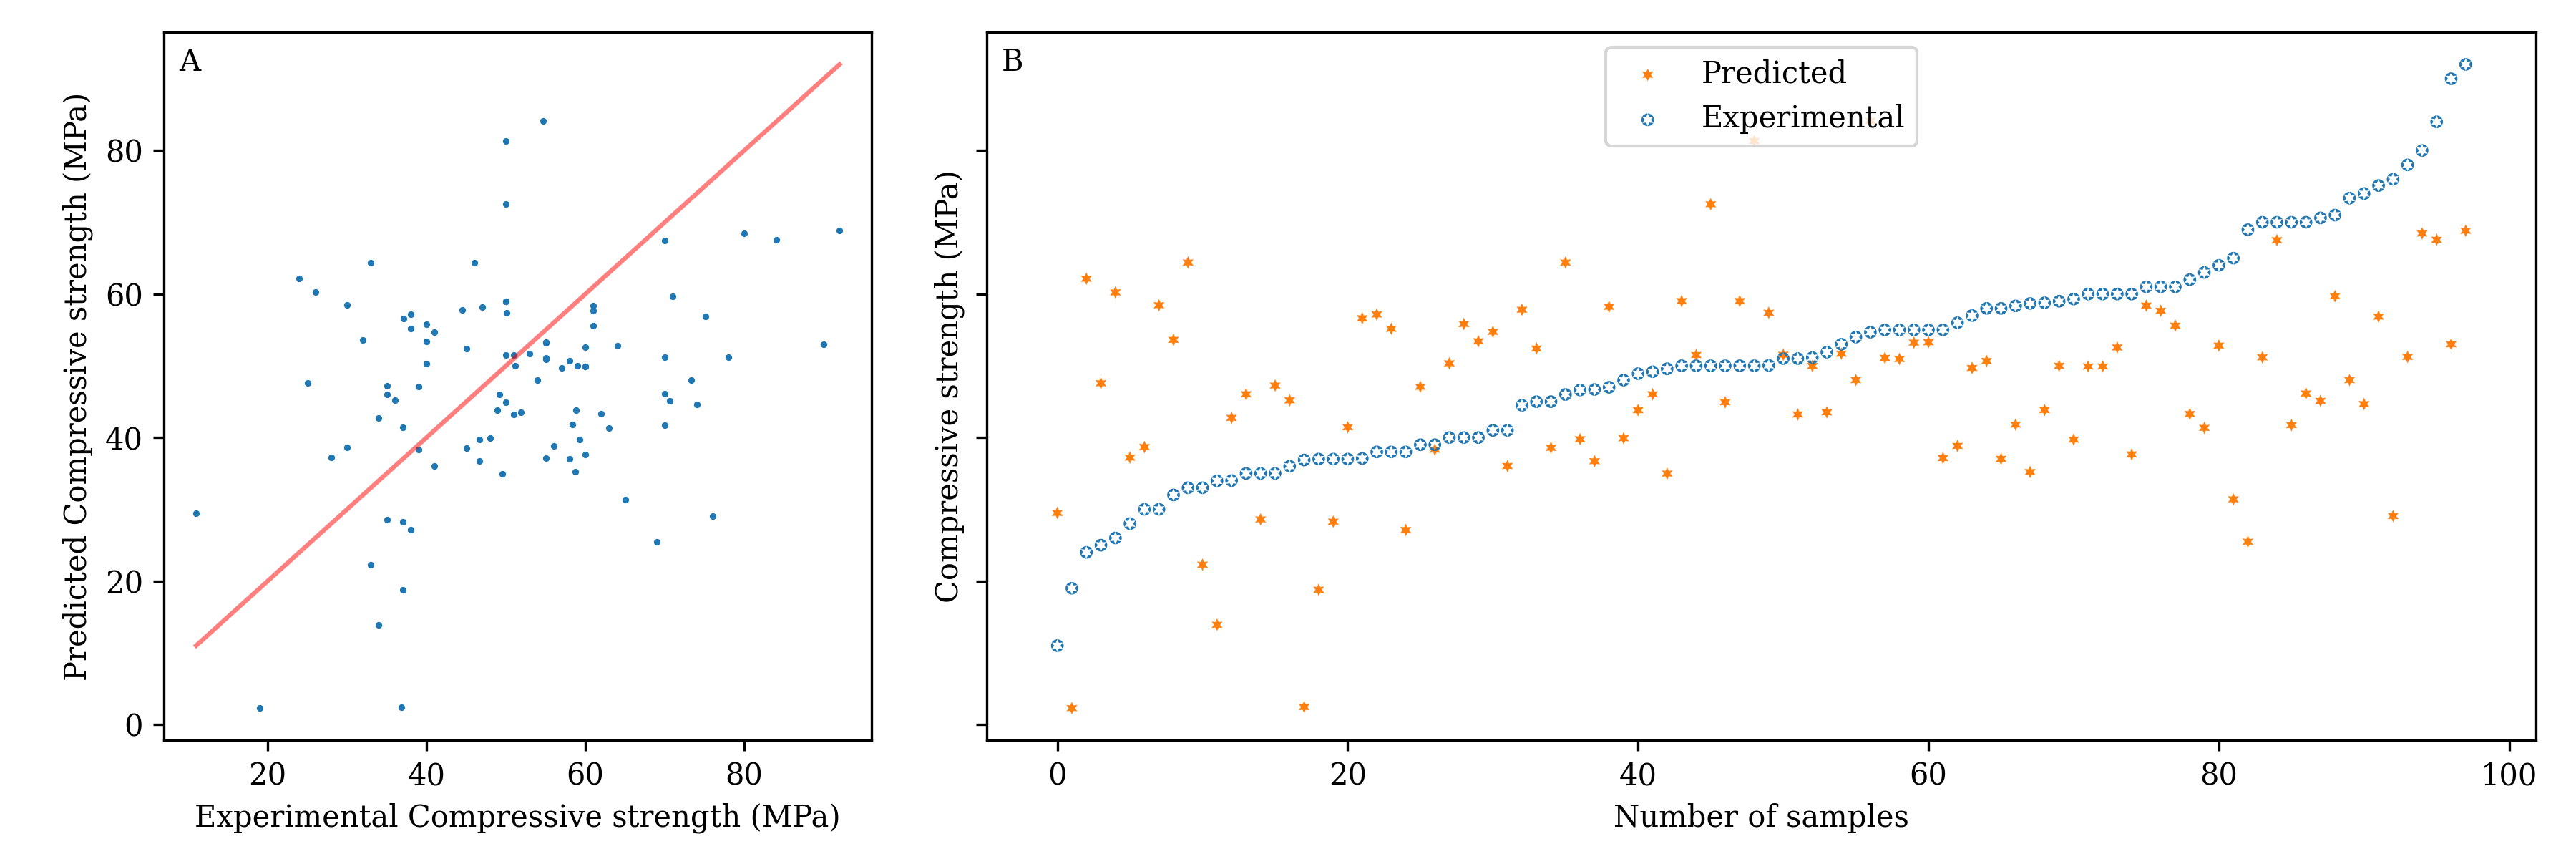 A
Predicted Compressive strength (MPa)
80
60
40
20
0
20 40 60 80
Experimental Compressive strength (MPa)
B
Predicted
Experimental
Compressive strength (MPa)
0 20 40 60 80 100
Number of samples